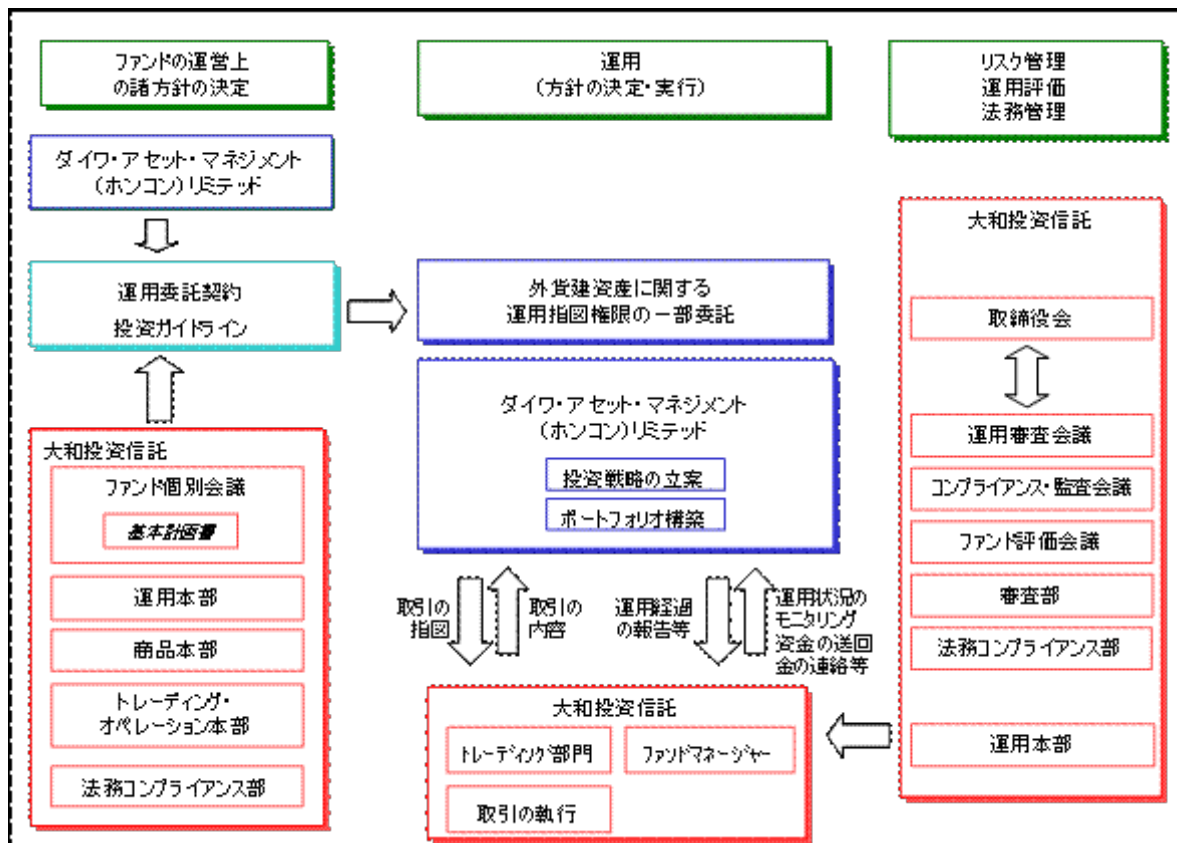 ファンドの運営上
の諸方針の決定
運用
(方針の決定・実行)
リスク管理
運用評価
法務管理
ダイワ・アセット・マネジメント
(ホンコン)リミテッド
運用委託契約
投資ガイドライン
外貨建資産に関する
運用指図権限の一部委託
ダイワ・アセット・マネジメント
(ホンコン)リミテッド
投資戦略の立案
ポートフォリオ構築
大和投資信託
ファンド個別会議
基本計画書
運用本部
商品本部
トレーディング・
オペレーション本部
法務コンプライアンス部
取引の
指図
取引の
内容
運用経過
の報告等
運用状況の
モニタリング
資金の送回
金の連絡等
大和投資信託
トレーディング部門
ファンドマネージャー
取引の執行
大和投資信託
取締役会
運用審査会議
コンプライアンス・監査会議
ファンド評価会議
審査部
法務コンプライアンス部
運用本部